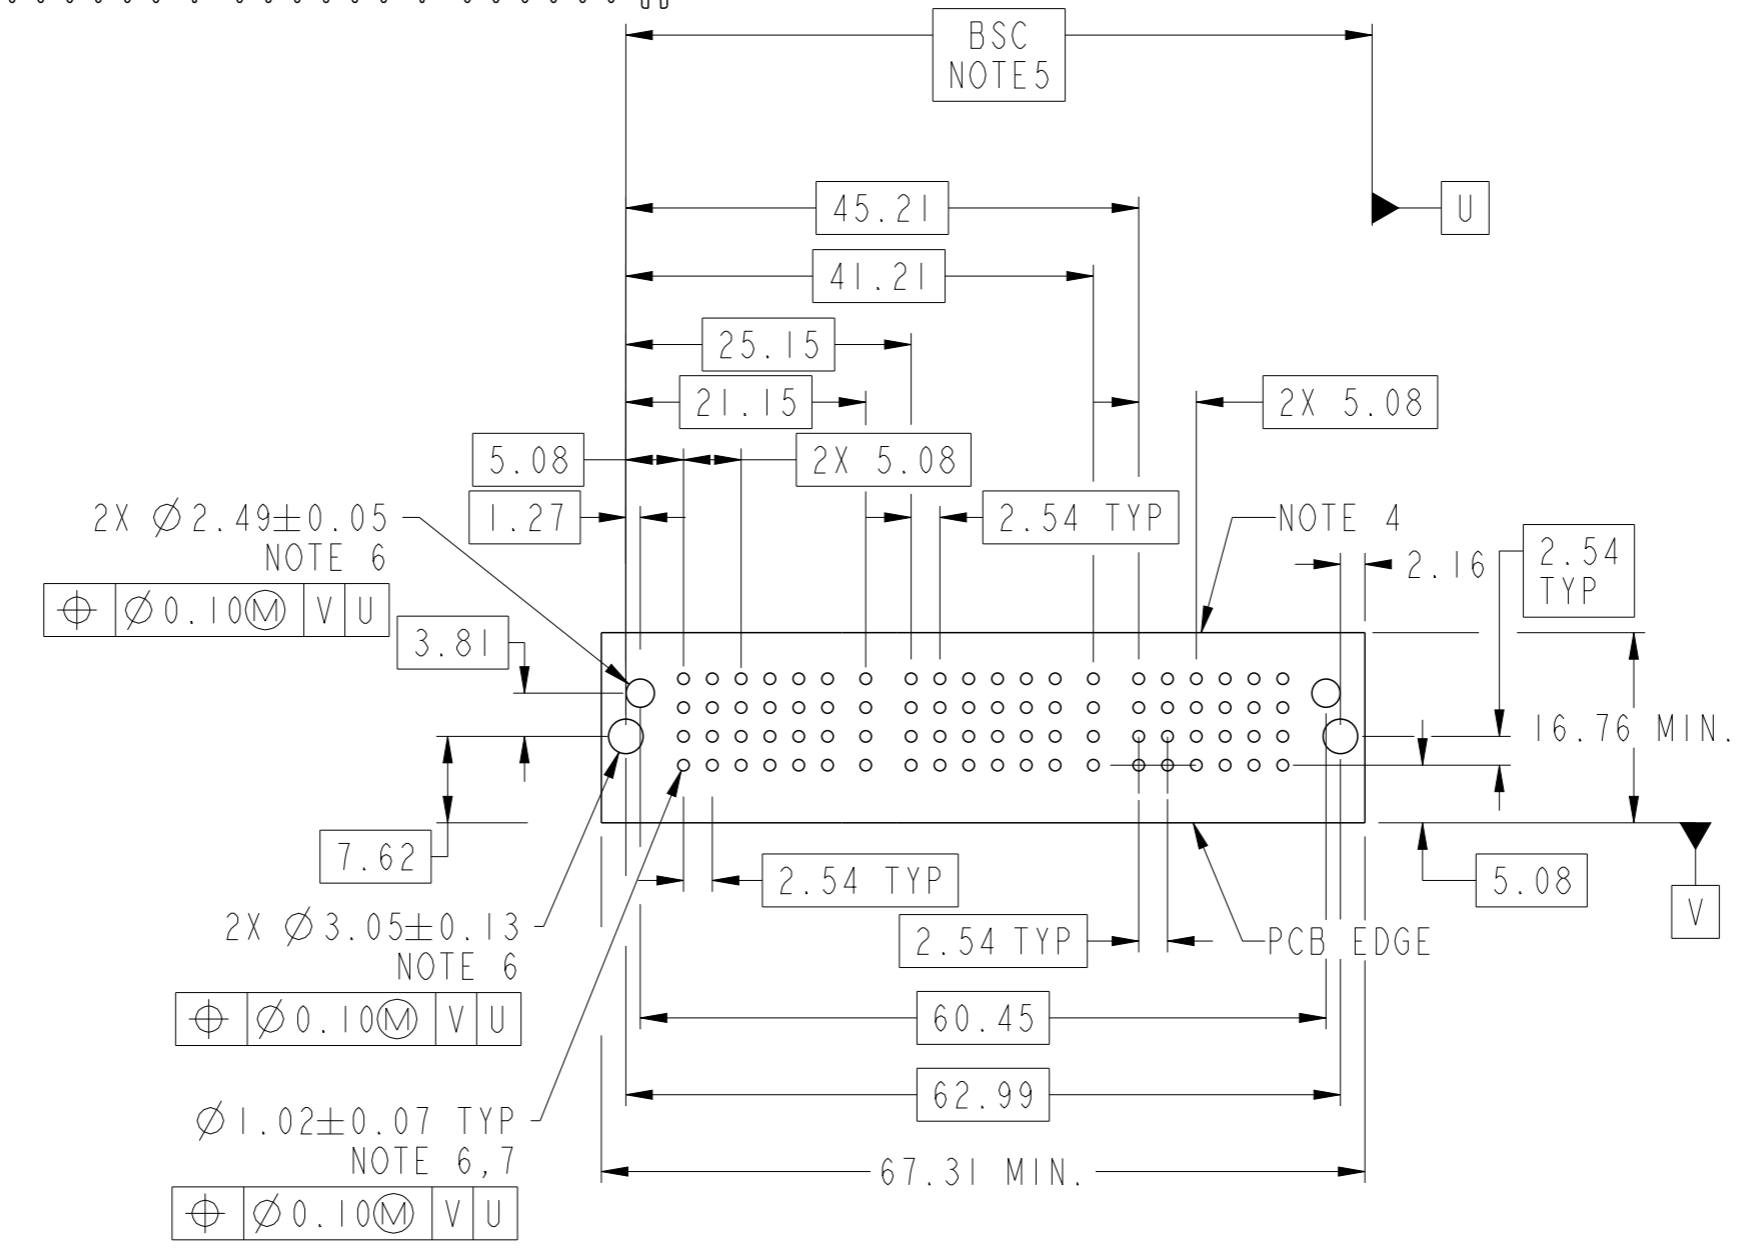 BSC
NOTE5
45.21
U
41.21
25.15
21.15
2X 5.08
5.08
2X 5.08
1.27
2.54 TYP
2X ⌀2.49±0.05
NOTE 6
⌖ ⌀0.10Ⓜ V U
NOTE 4
2.16
2.54
TYP
3.81
16.76 MIN.
7.62
2.54 TYP
5.08
V
2X ⌀3.05±0.13
NOTE 6
⌖ ⌀0.10Ⓜ V U
2.54 TYP
PCB EDGE
60.45
62.99
⌀1.02±0.07 TYP
NOTE 6,7
⌖ ⌀0.10Ⓜ V U
67.31 MIN.